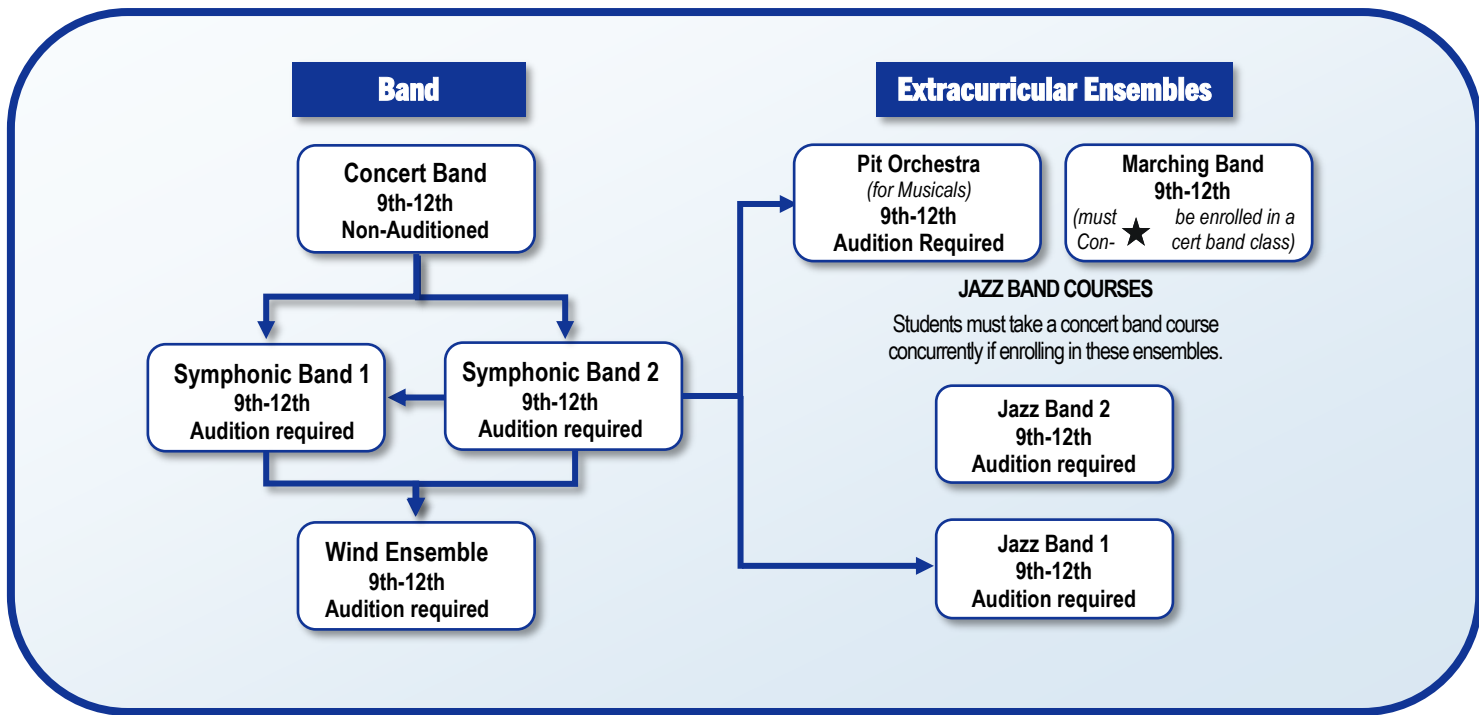 Band
Concert Band
9th-12th
Non-Auditioned
Symphonic Band 1
9th-12th
Audition required
Symphonic Band 2
9th-12th
Audition required
Wind Ensemble
9th-12th
Audition required
Extracurricular Ensembles
Pit Orchestra
(for Musicals)
9th-12th
Audition Required
Marching Band
9th-12th
(must be enrolled in a
Con- cert band class)
JAZZ BAND COURSES
Students must take a concert band course
concurrently if enrolling in these ensembles.
Jazz Band 2
9th-12th
Audition required
Jazz Band 1
9th-12th
Audition required